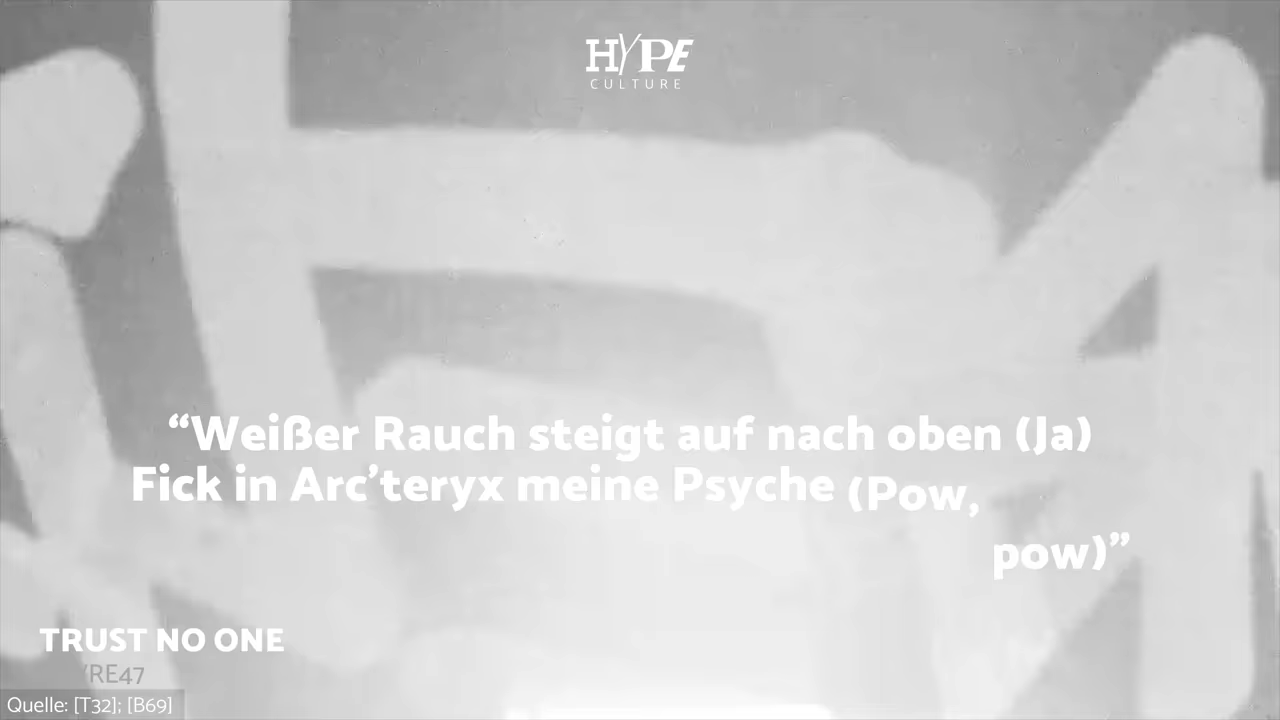 HYPE
CULTURE
“Weißer Rauch steigt auf nach oben (Ja)
Fick in Arc’teryx meine Psyche (Pow,
pow)”
TRUST NO ONE
RE47
Quelle: [T32]; [B69]